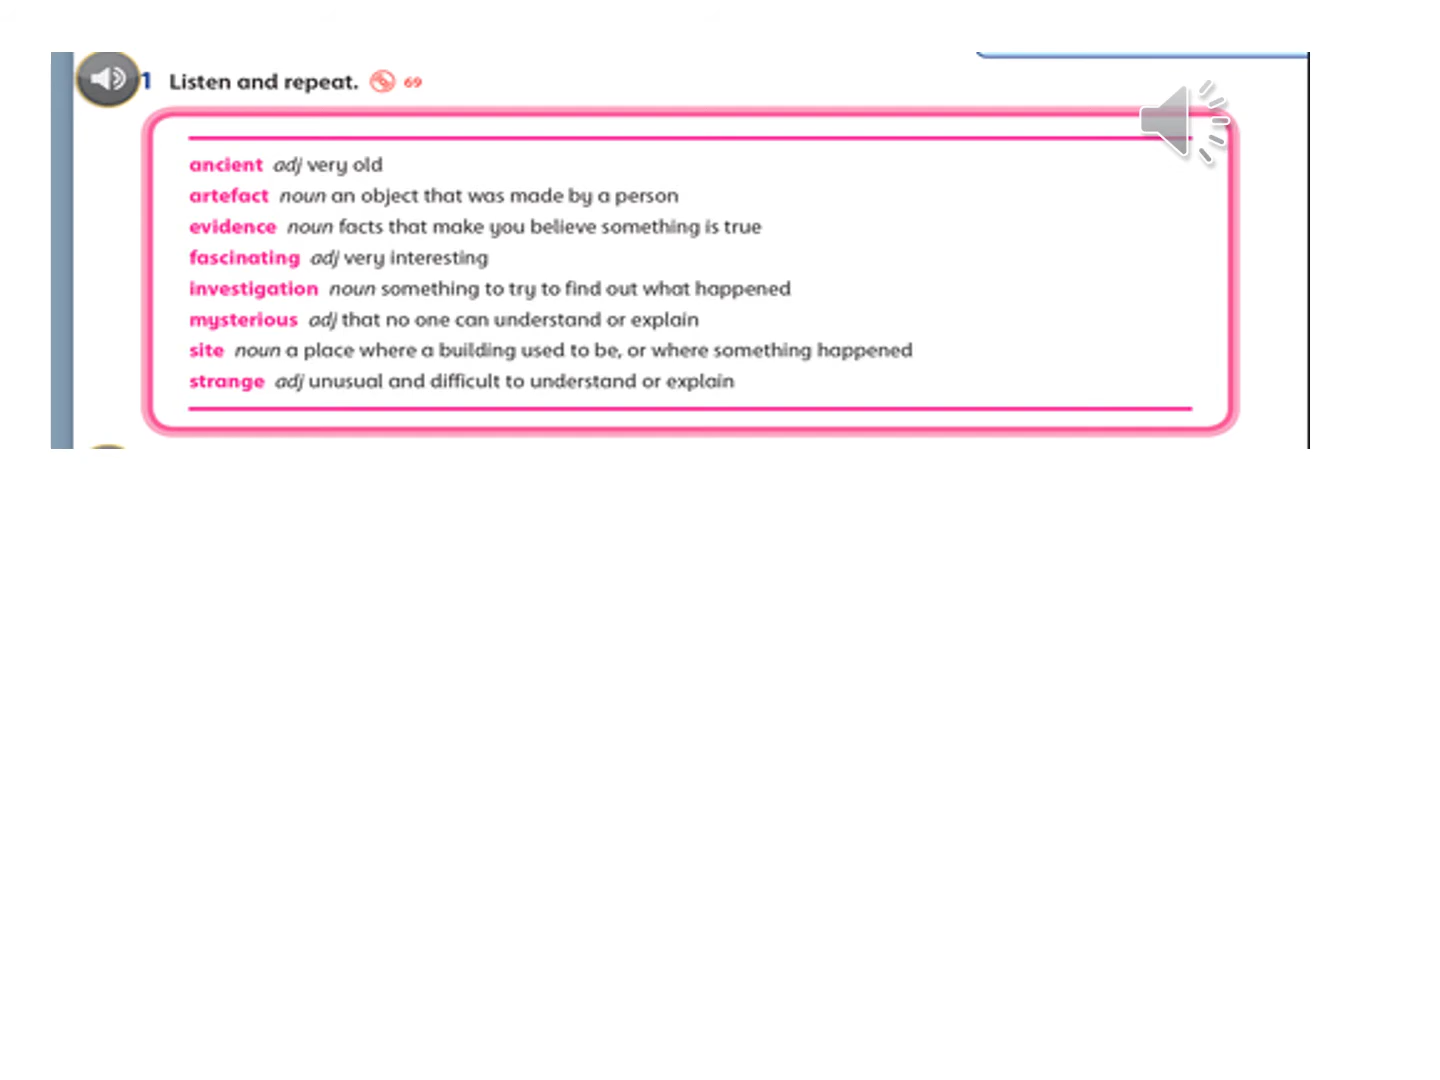 1 Listen and repeat. 69
ancient adj very old
artefact noun an object that was made by a person
evidence noun facts that make you believe something is true
fascinating adj very interesting
investigation noun something to try to find out what happened
mysterious adj that no one can understand or explain
site noun a place where a building used to be, or where something happened
strange adj unusual and difficult to understand or explain